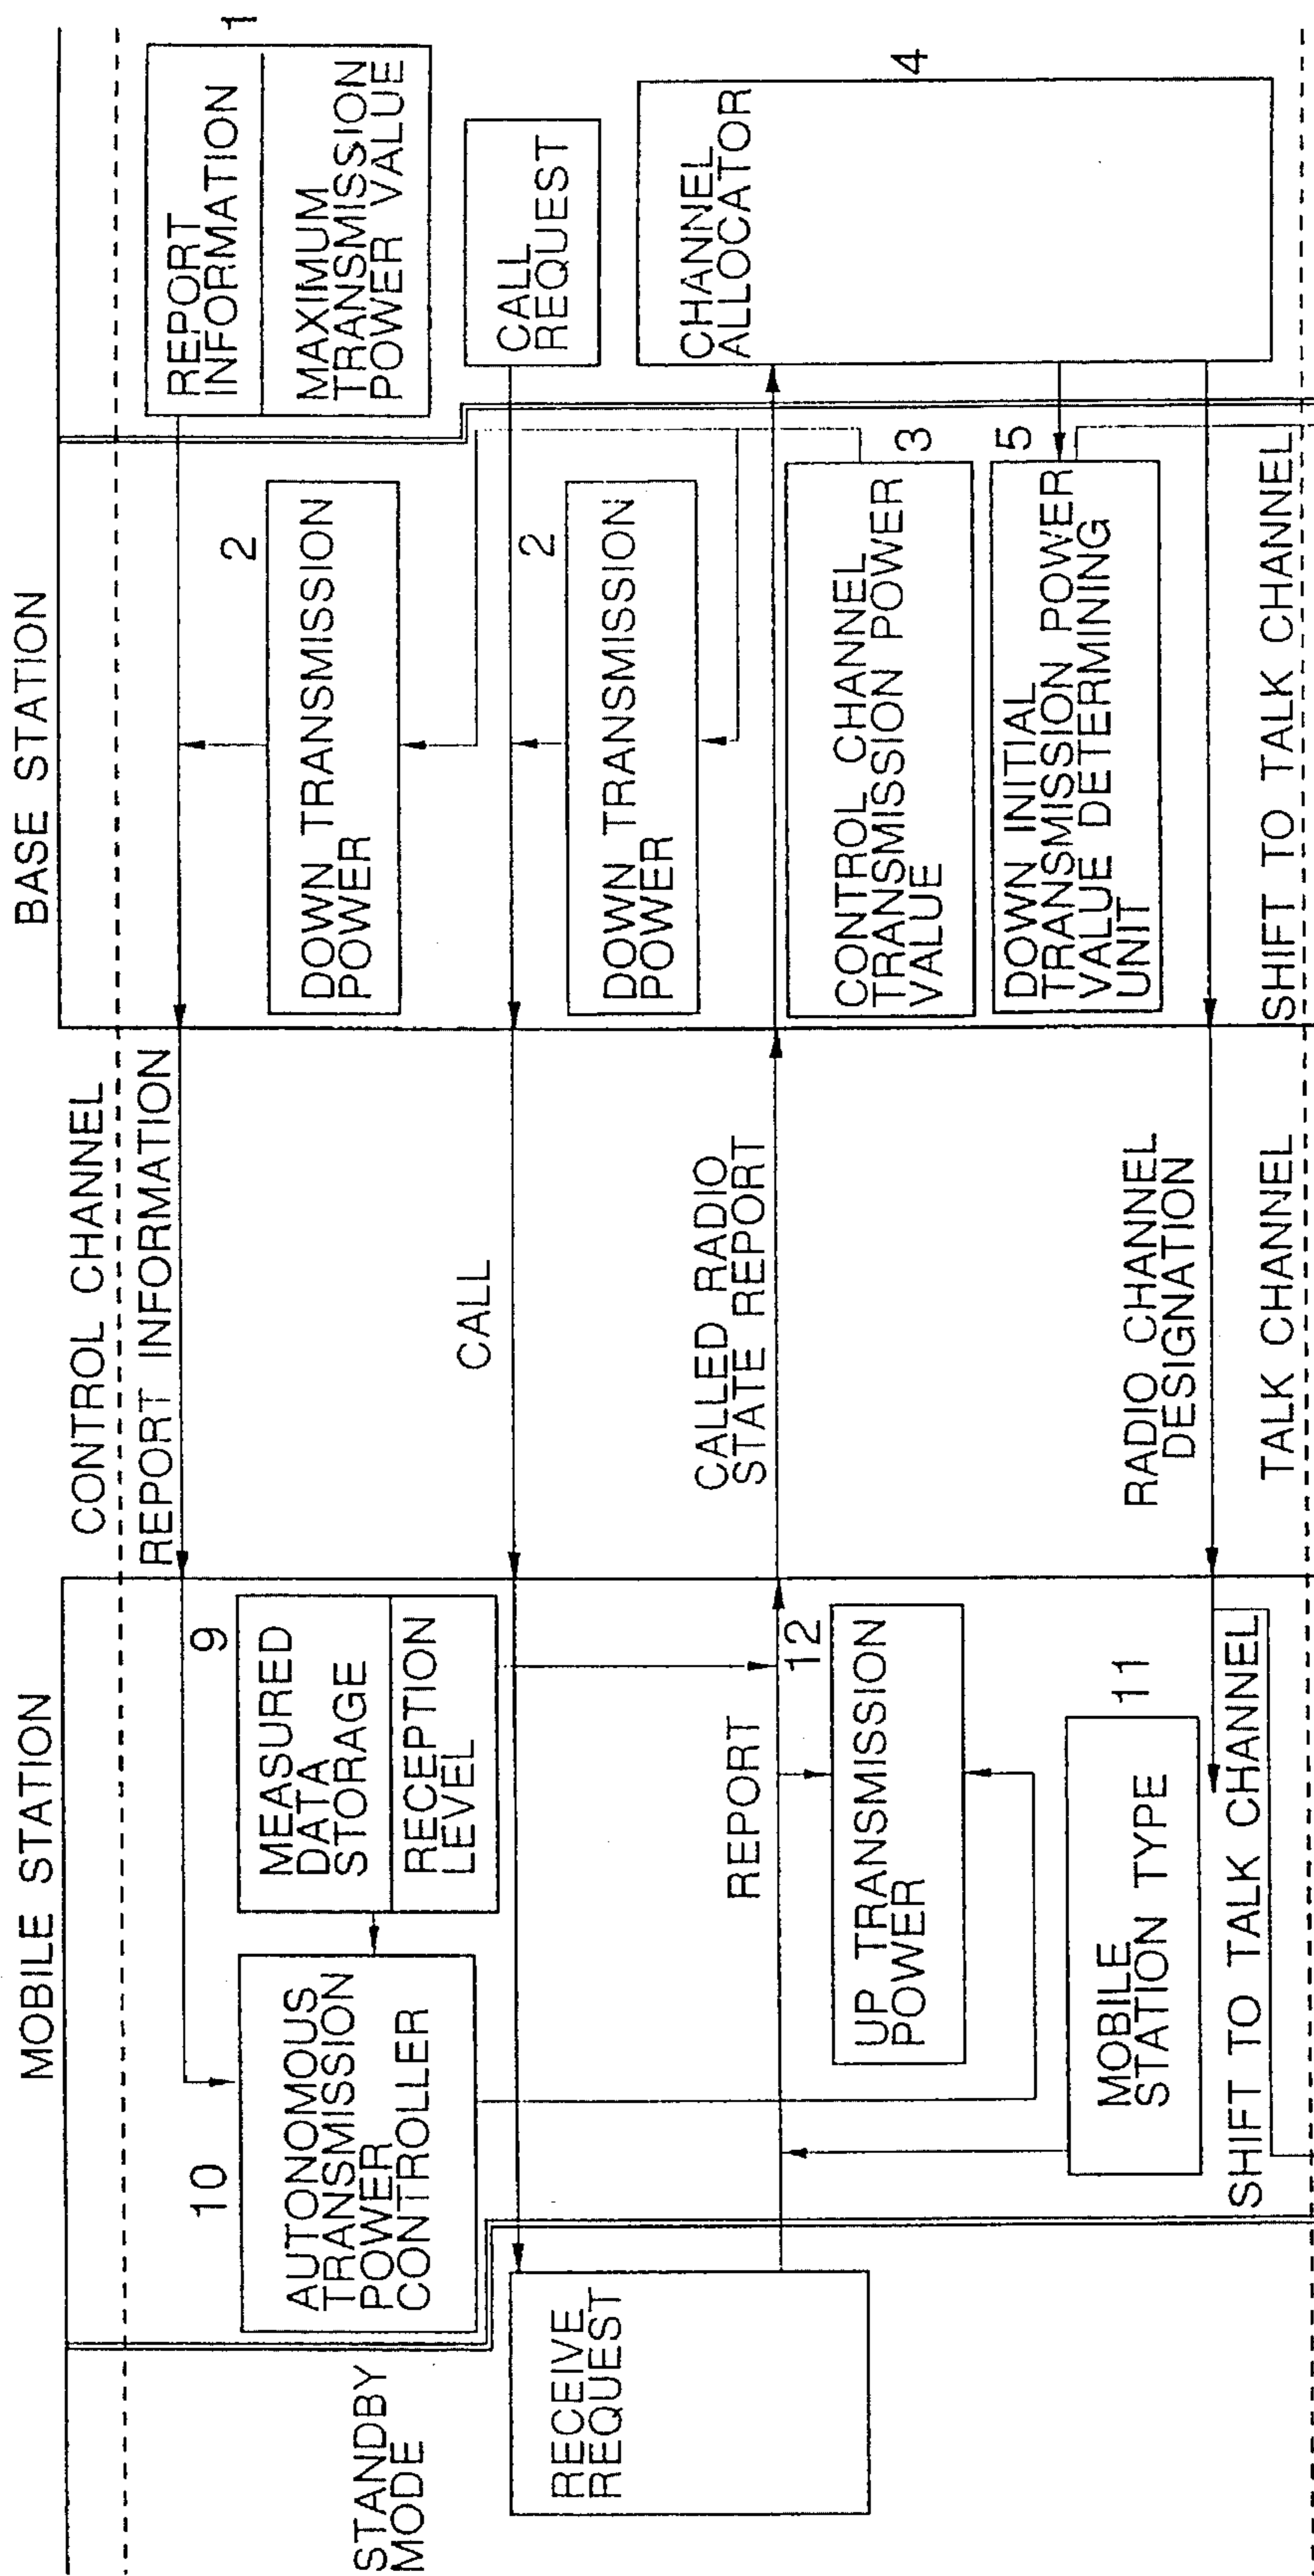 MOBILE STATION
BASE STATION
CONTROL CHANNEL
REPORT INFORMATION
STANDBY
MODE
10
AUTONOMOUS
TRANSMISSION
POWER
CONTROLLER
9
MEASURED
DATA
STORAGE
RECEPTION
LEVEL
2
DOWN TRANSMISSION
POWER
1
REPORT
INFORMATION
MAXIMUM
TRANSMISSION
POWER VALUE
CALL
CALL
REQUEST
RECEIVE
REQUEST
2
DOWN TRANSMISSION
POWER
REPORT
CALLED RADIO
STATE REPORT
CHANNEL
ALLOCATOR
4
12
UP TRANSMISSION
POWER
3
CONTROL CHANNEL
TRANSMISSION POWER
VALUE
11
MOBILE
STATION TYPE
5
DOWN INITIAL
TRANSMISSION POWER
VALUE DETERMINING
UNIT
RADIO CHANNEL
DESIGNATION
SHIFT TO TALK CHANNEL
TALK CHANNEL
SHIFT TO TALK CHANNEL